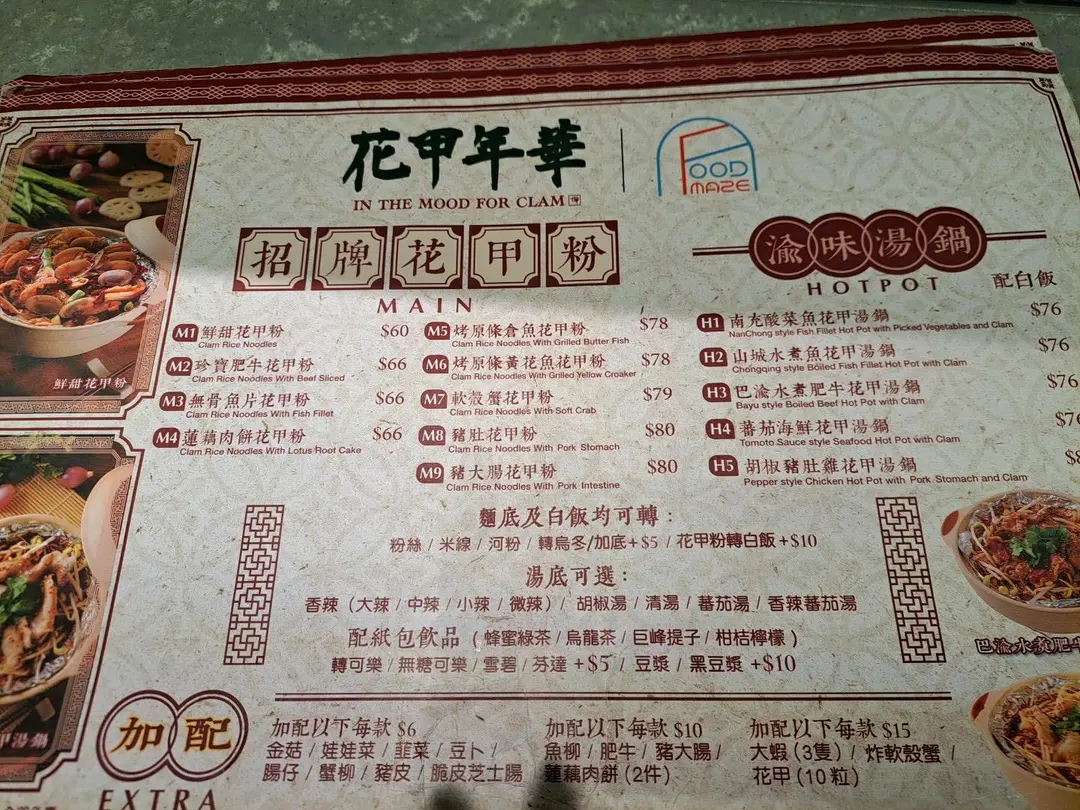 花甲年華
IN THE MOOD FOR CLAM
FOOD
MAZE
招牌花甲粉
MAIN
M1 鮮甜花甲粉 $60
Clam Rice Noodles
M2 珍寶肥牛花甲粉 $66
Clam Rice Noodles With Beef Sliced
M3 無骨魚片花甲粉 $66
Clam Rice Noodles With Fish Fillet
M4 蓮藕肉餅花甲粉 $66
Clam Rice Noodles With Lotus Root Cake
M5 烤原條倉魚花甲粉 $78
Clam Rice Noodles With Grilled Butter Fish
M6 烤原條黃花魚花甲粉 $78
Clam Rice Noodles With Grilled Yellow Croaker
M7 軟殼蟹花甲粉 $79
Clam Rice Noodles With Soft Crab
M8 豬肚花甲粉 $80
Clam Rice Noodles With Pork Stomach
M9 豬大腸花甲粉 $80
Clam Rice Noodles With Pork Intestine
渝味湯鍋
HOTPOT 配白飯
H1 南充酸菜魚花甲湯鍋 $76
NanChong style Fish Fillet Hot Pot with Picked Vegetables and Clam
H2 山城水煮魚花甲湯鍋 $76
Chongqing style Boiled Fish Fillet Hot Pot with Clam
H3 巴渝水煮肥牛花甲湯鍋 $76
Bayu style Boiled Beef Hot Pot with Clam
H4 蕃茄海鮮花甲湯鍋
Tomoto Sauce style Seafood Hot Pot with Clam
H5 胡椒豬肚雞花甲湯鍋
Pepper style Chicken Hot Pot with Pork Stomach and Clam
麵底及白飯均可轉：
粉絲 / 米線 / 河粉 / 轉烏冬/加底+$5 / 花甲粉轉白飯+$10
湯底可選：
香辣（大辣 / 中辣 / 小辣 / 微辣）/ 胡椒湯 / 清湯 / 蕃茄湯 / 香辣蕃茄湯
配紙包飲品（蜂蜜綠茶 / 烏龍茶 / 巨峰提子 / 柑桔檸檬）
轉可樂 / 無糖可樂 / 雪碧 / 芬達+$5 / 豆漿 / 黑豆漿 +$10
加配
EXTRA
加配以下每款 $6
金菇 / 娃娃菜 / 韮菜 / 豆卜 /
腸仔 / 蟹柳 / 豬皮 / 脆皮芝士腸
加配以下每款 $10
魚柳 / 肥牛 / 豬大腸 /
蓮藕肉餅 (2件)
加配以下每款 $15
大蝦 (3隻) / 炸軟殼蟹 /
花甲 (10粒)
鮮甜花甲粉
甲湯鍋
巴渝水煮肥牛